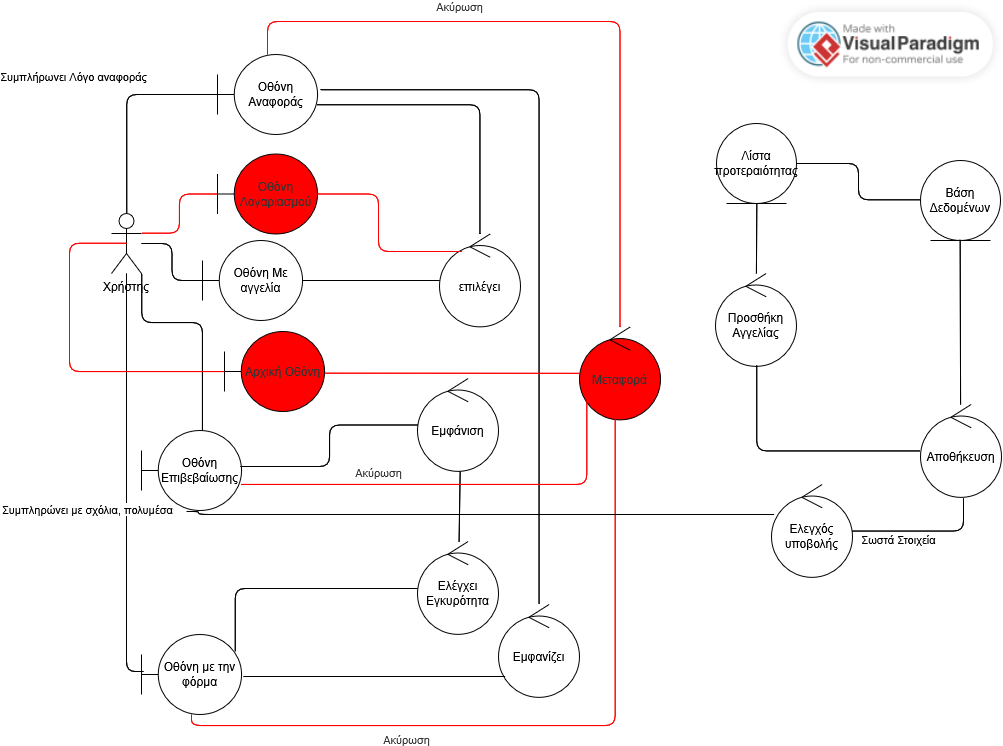 Ακύρωση
Made with
Visual Paradigm
For non-commercial use
Συμπλήρωνει Λόγο αναφοράς
Οθόνη
Αναφοράς
Λίστα
προτεραιότητας
Οθόνη
Λογαριασμού
Βάση
Δεδομένων
Χρήστης
Οθόνη Με
αγγελία
επιλέγει
Προσθήκη
Αγγελίας
Αρχική Οθόνη
Μεταφορά
Εμφάνιση
Οθόνη
Επιβεβαίωσης
Ακύρωση
Αποθήκευση
Συμπληρώνει με σχόλια, πολυμέσα
Ελεγχός
υποβολής
Σωστά Στοιχεία
Ελέγχει
Εγκυρότητα
Οθόνη με την
φόρμα
Εμφανίζει
Ακύρωση